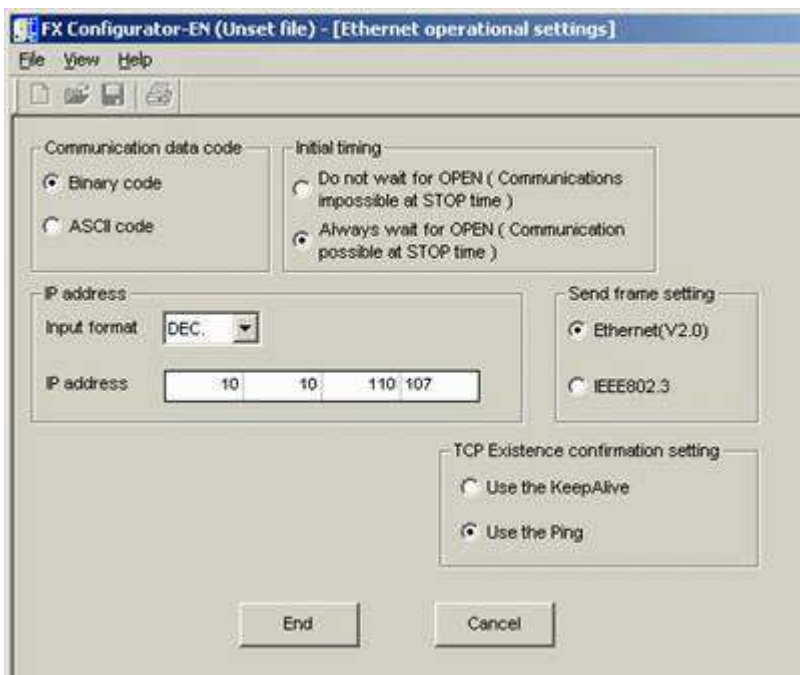 FX Configurator-EN (Unset file) - [Ethernet operational settings]
File View Help
Communication data code
Binary code
ASCII code
Initial timing
Do not wait for OPEN ( Communications
impossible at STOP time )
Always wait for OPEN ( Communication
possible at STOP time )
IP address
Input format DEC.
IP address 10 10 110 107
Send frame setting
Ethernet(V2.0)
IEEE802.3
TCP Existence confirmation setting
Use the KeepAlive
Use the Ping
End Cancel